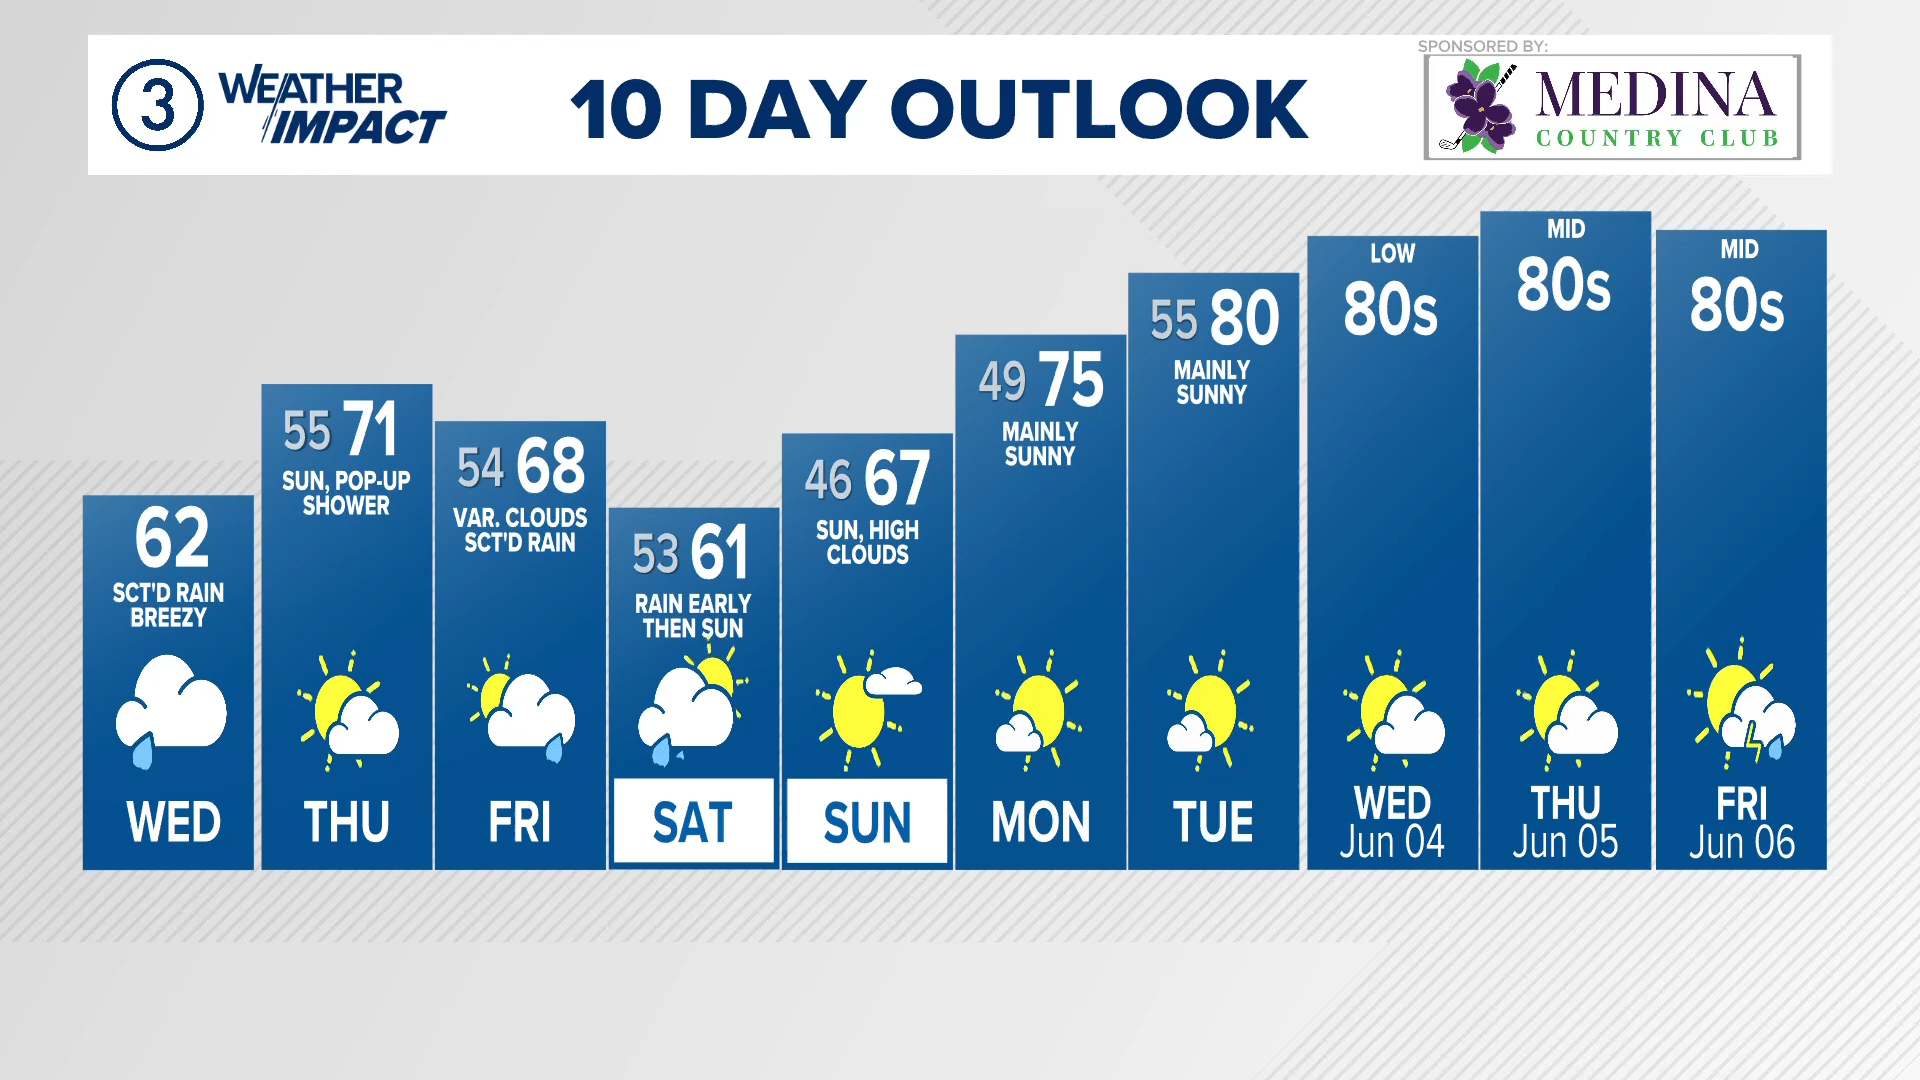 3 WEATHER IMPACT
10 DAY OUTLOOK
SPONSORED BY:
MEDINA
COUNTRY CLUB
62
SCT'D RAIN
BREEZY
WED
55 71
SUN, POP-UP
SHOWER
THU
54 68
VAR. CLOUDS
SCT'D RAIN
FRI
53 61
RAIN EARLY
THEN SUN
SAT
46 67
SUN, HIGH
CLOUDS
SUN
49 75
MAINLY
SUNNY
MON
55 80
MAINLY
SUNNY
TUE
LOW
80s
WED
Jun 04
MID
80s
THU
Jun 05
MID
80s
FRI
Jun 06